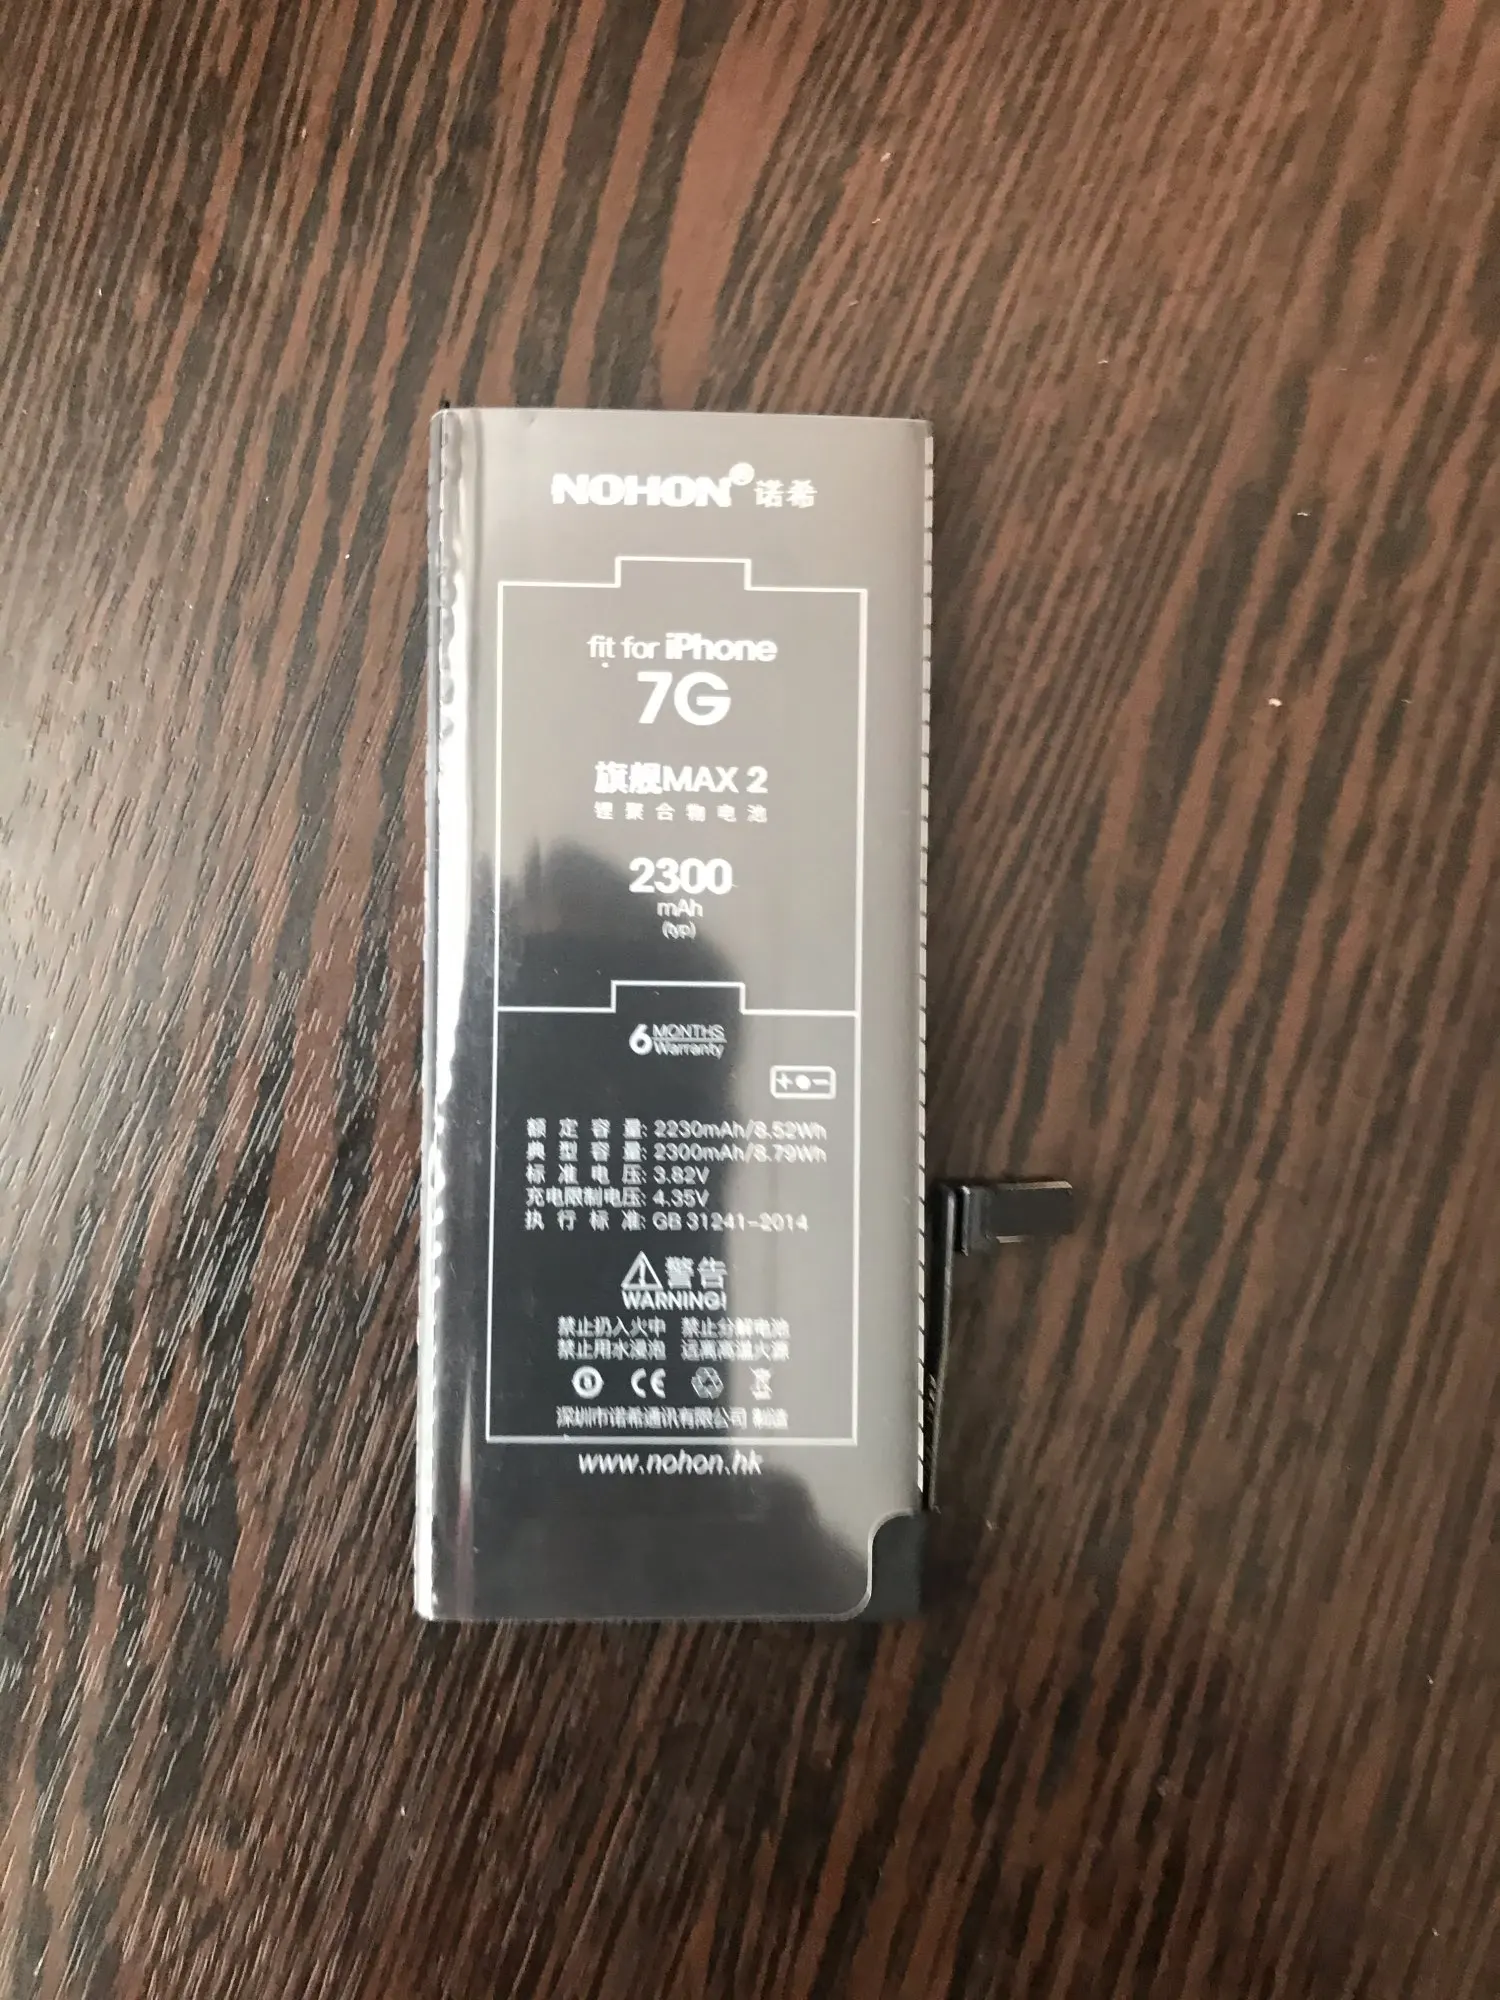 NOHON® 诺希
fit for iPhone
7G
旗舰MAX 2
锂聚合物电池
2300
mAh
(typ)
6 MONTHS
Warranty
额定容量: 2230mAh/8.52Wh
典型容量: 2300mAh/8.79Wh
标准电压: 3.82V
充电限制电压: 4.35V
执行标准: GB 31241-2014
警告
WARNING!
禁止扔入火中 禁止分解电池
禁止用水浸泡 远离高温火源
CE
深圳市诺希通讯有限公司 制造
www.nohon.hk